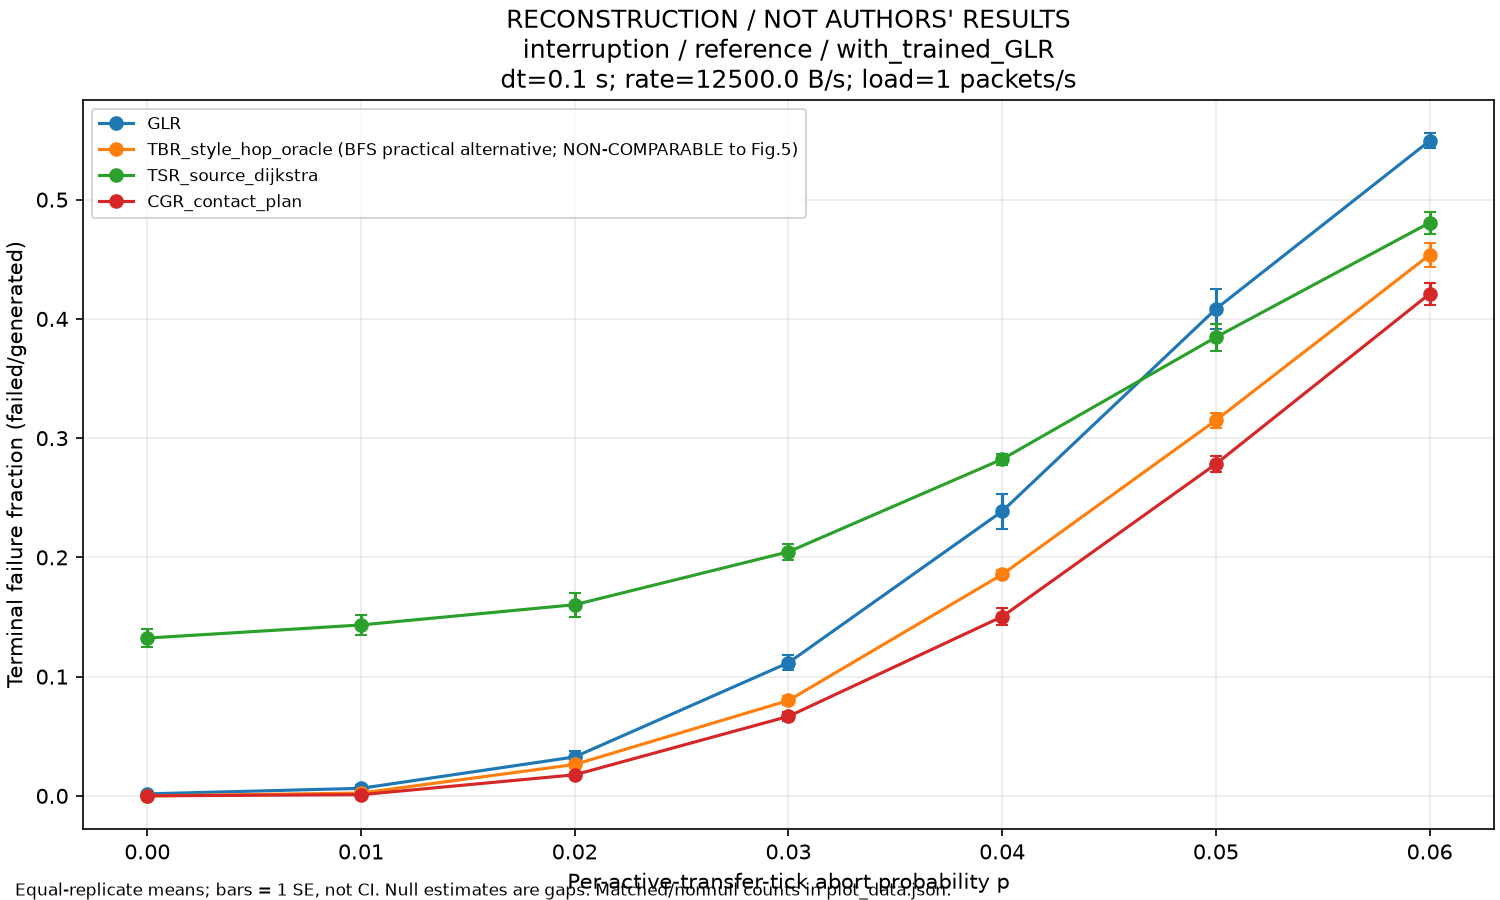 RECONSTRUCTION / NOT AUTHORS' RESULTS
interruption / reference / with_trained_GLR
dt=0.1 s; rate=12500.0 B/s; load=1 packets/s
GLR
TBR_style_hop_oracle (BFS practical alternative; NON-COMPARABLE to Fig.5)
TSR_source_dijkstra
CGR_contact_plan
Terminal failure fraction (failed/generated)
0.5
0.4
0.3
0.2
0.1
0.0
0.00 0.01 0.02 0.03 0.04 0.05 0.06
Per-active-transfer-tick abort probability p
Equal-replicate means; bars = 1 SE, not CI. Null estimates are gaps. Matched/nonnull counts in plot_data.json.